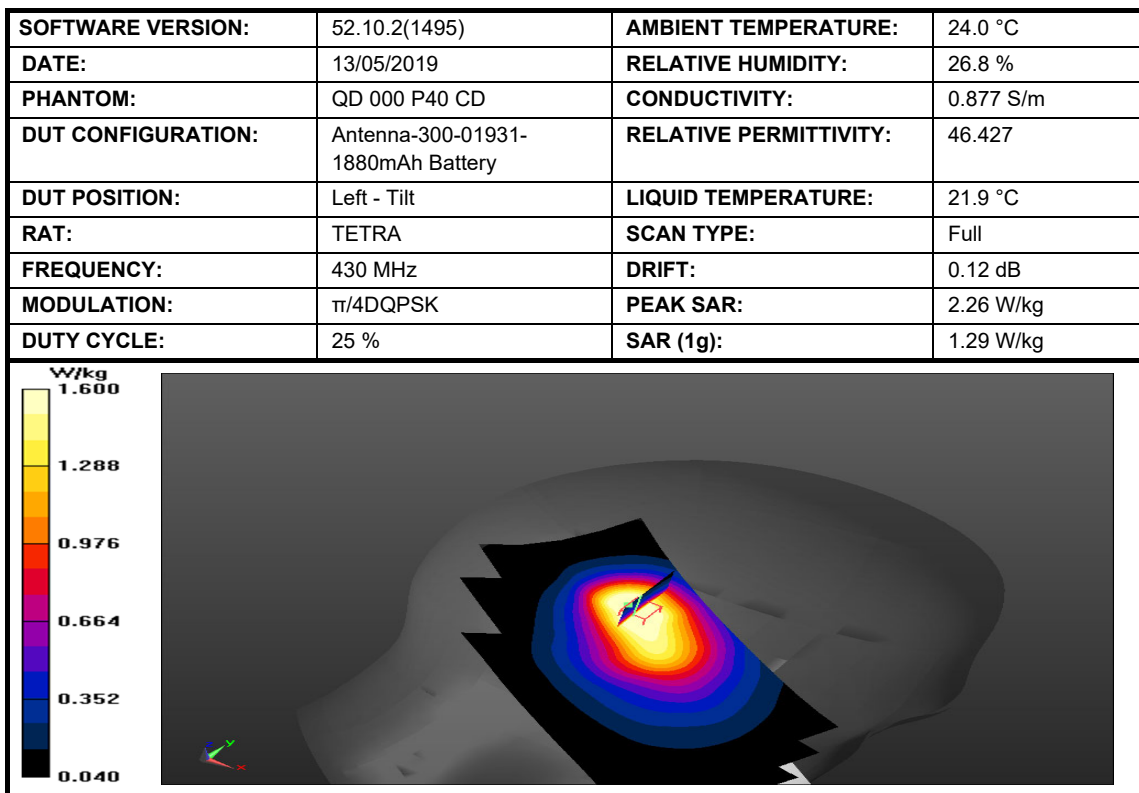 SOFTWARE VERSION: 52.10.2(1495) AMBIENT TEMPERATURE: 24.0 °C
DATE: 13/05/2019 RELATIVE HUMIDITY: 26.8 %
PHANTOM: QD 000 P40 CD CONDUCTIVITY: 0.877 S/m
DUT CONFIGURATION: Antenna-300-01931- RELATIVE PERMITTIVITY: 46.427
1880mAh Battery
DUT POSITION: Left - Tilt LIQUID TEMPERATURE: 21.9 °C
RAT: TETRA SCAN TYPE: Full
FREQUENCY: 430 MHz DRIFT: 0.12 dB
MODULATION: π/4DQPSK PEAK SAR: 2.26 W/kg
DUTY CYCLE: 25 % SAR (1g): 1.29 W/kg
W/kg
1.600
1.288
0.976
0.664
0.352
0.040
z y
x